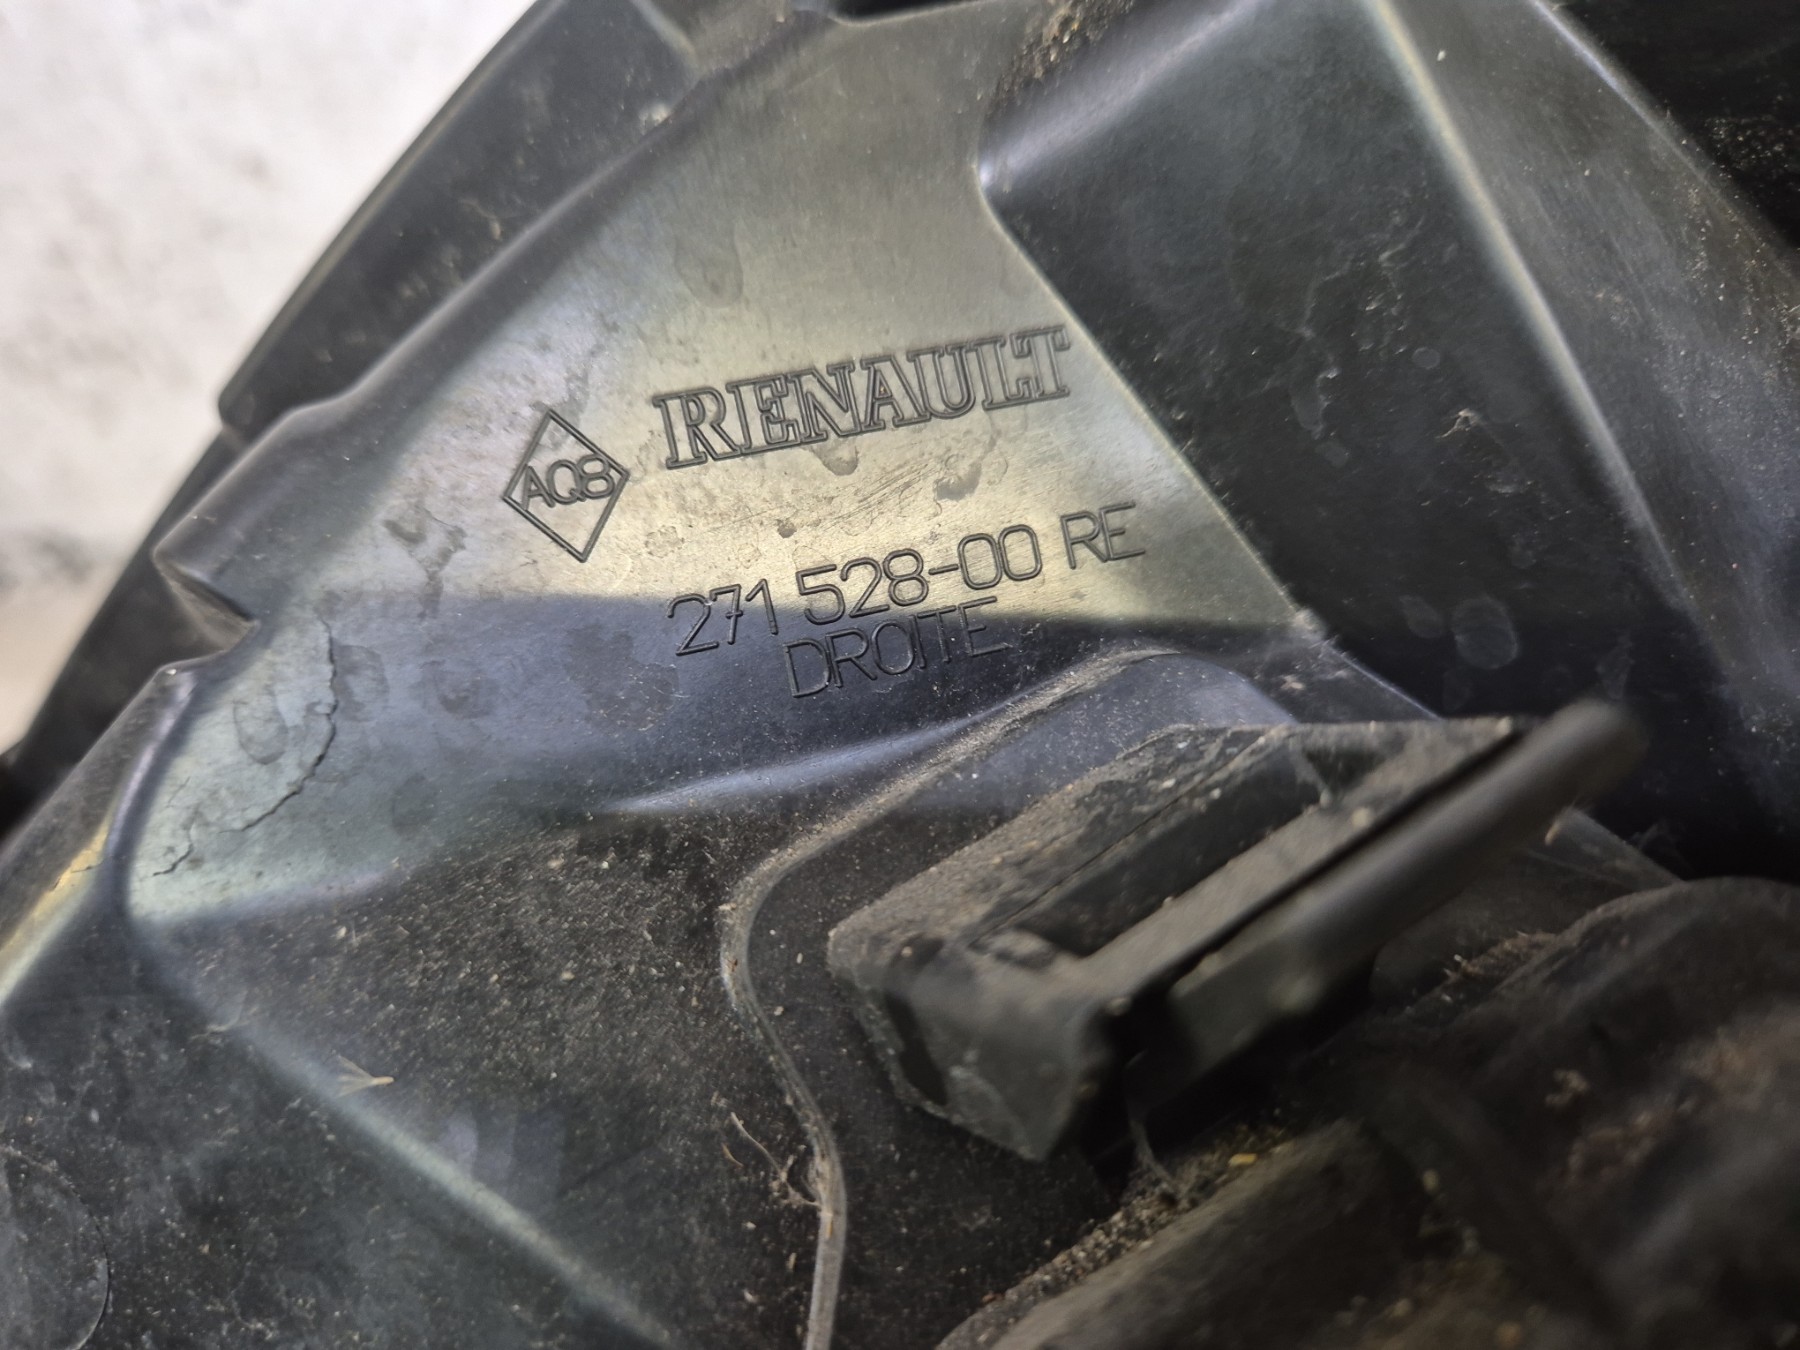 RENAULT
AQ8
271 528-00 RE
DROITE